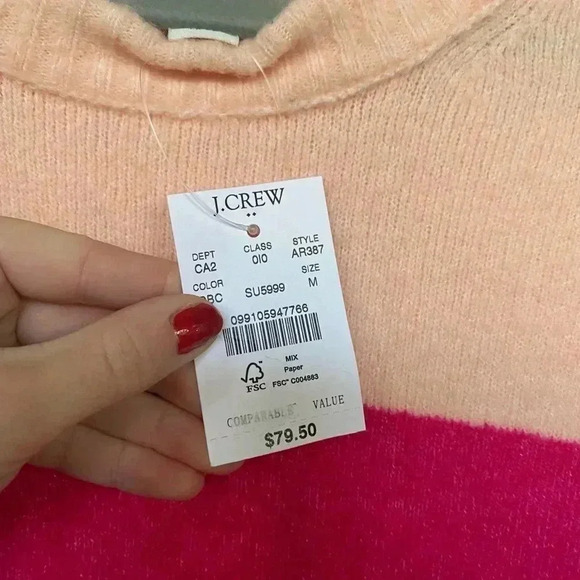 J.CREW
DEPT CLASS STYLE
CA2 010 AR387
COLOR SIZE
BC SU5999 M
099105947766
MIX
Paper
FSC FSC® C004883
COMPARABLE VALUE
$79.50